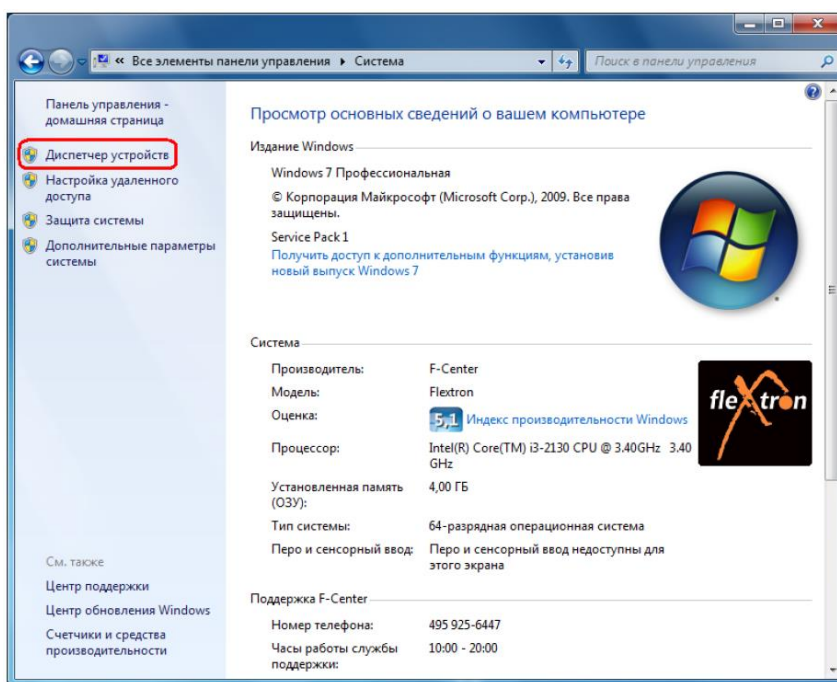 « Все элементы панели управления ▸ Система
Поиск в панели управления
Панель управления -
домашняя страница
Диспетчер устройств
Настройка удаленного
доступа
Защита системы
Дополнительные параметры
системы
См. также
Центр поддержки
Центр обновления Windows
Счетчики и средства
производительности
Просмотр основных сведений о вашем компьютере
Издание Windows
Windows 7 Профессиональная
© Корпорация Майкрософт (Microsoft Corp.), 2009. Все права
защищены.
Service Pack 1
Получить доступ к дополнительным функциям, установив
новый выпуск Windows 7
Система
Производитель: F-Center
Модель: Flextron
Оценка: 5,1 Индекс производительности Windows
Процессор: Intel(R) Core(TM) i3-2130 CPU @ 3.40GHz 3.40
GHz
Установленная память 4,00 ГБ
(ОЗУ):
Тип системы: 64-разрядная операционная система
Перо и сенсорный ввод: Перо и сенсорный ввод недоступны для
этого экрана
flextron
Поддержка F-Center
Номер телефона: 495 925-6447
Часы работы службы 10:00 - 20:00
поддержки: